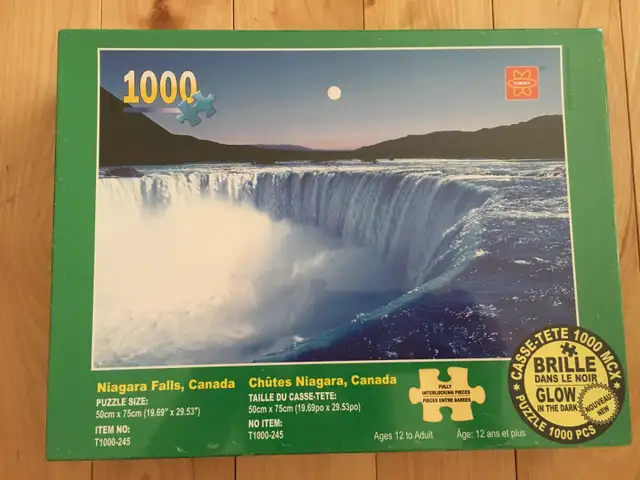 1000
Niagara Falls, Canada
PUZZLE SIZE:
50cm x 75cm (19.69" x 29.53")
ITEM NO:
T1000-245
Chûtes Niagara, Canada
TAILLE DU CASSE-TETE:
50cm x 75cm (19.69po x 29.53po)
NO ITEM:
T1000-245
FULLY
INTERLOCKING PIECES
PIECES ENTRE BARREES
Ages 12 to Adult
Âge: 12 ans et plus
CASSE-TETE 1000 MCX
BRILLE
DANS LE NOIR
GLOW
IN THE DARK
NOUVEAU
NEW
PUZZLE 1000 PCS